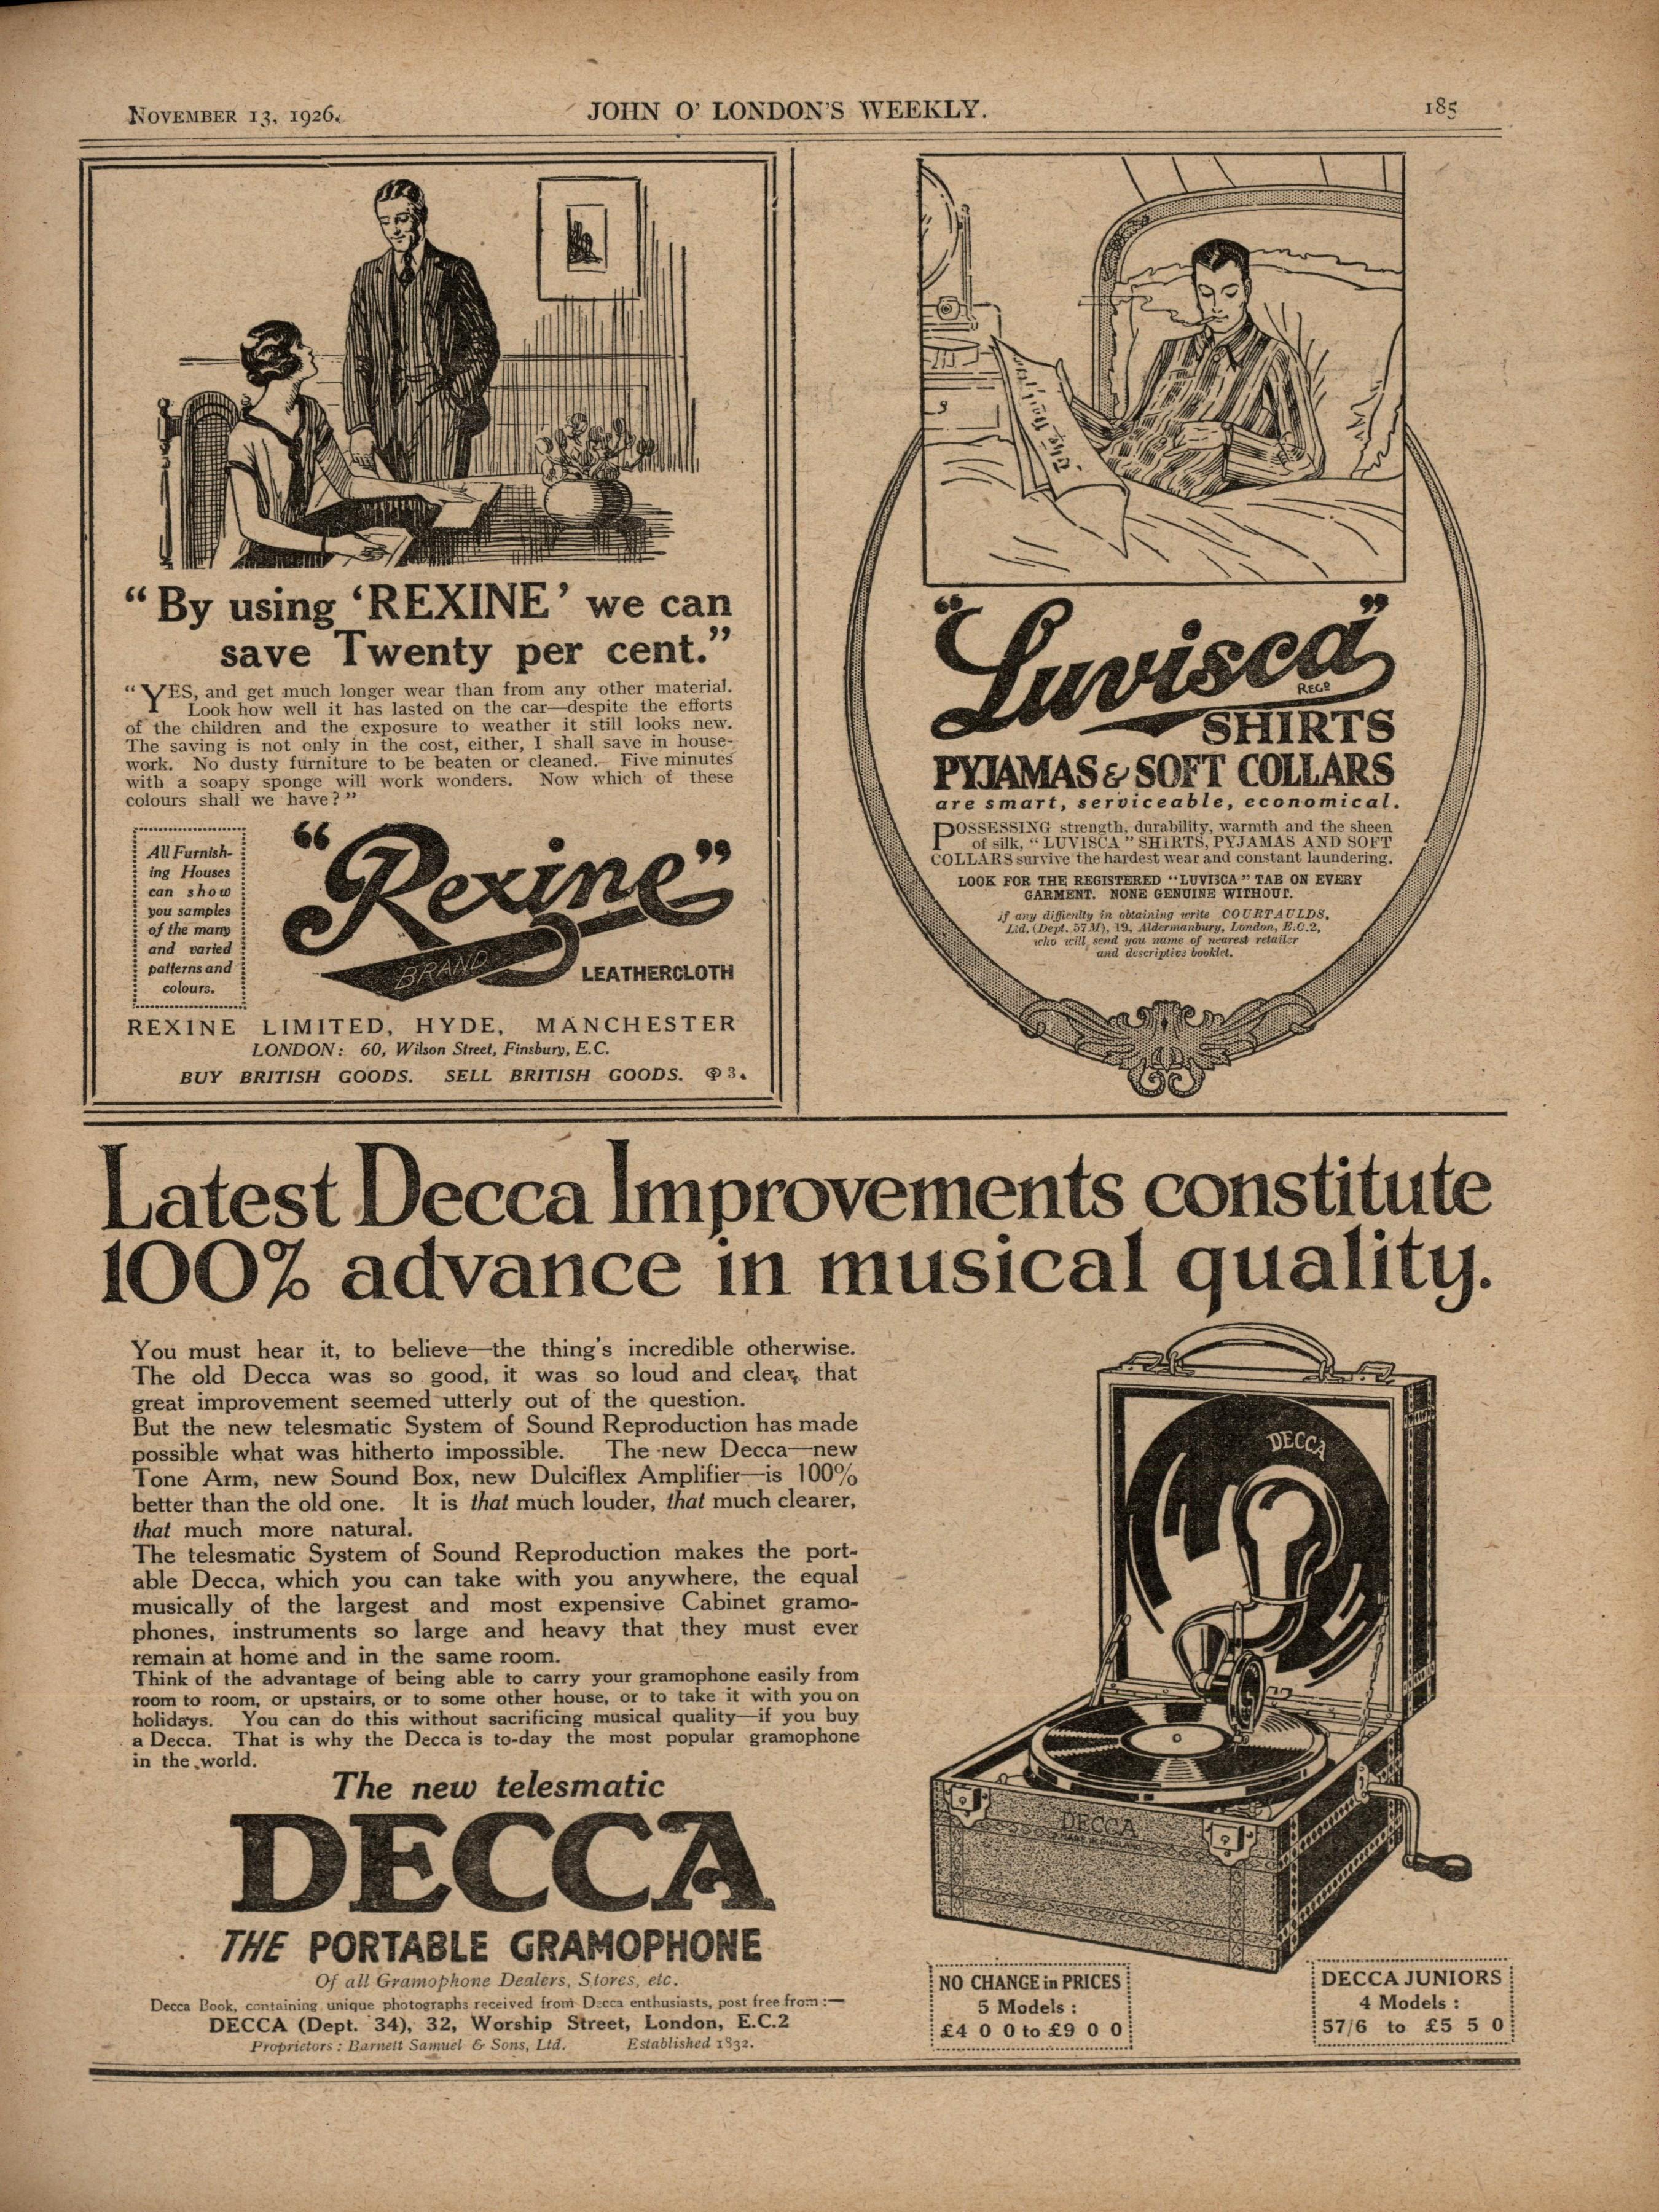 NOVEMBER 13, 1926.
JOHN O' LONDON'S WEEKLY.
185
“By using ‘REXINE’ we can
save Twenty per cent.”
“YES, and get much longer wear than from any other material.
Look how well it has lasted on the car—despite the efforts
of the children and the exposure to weather it still looks new.
The saving is not only in the cost, either, I shall save in house-
work. No dusty furniture to be beaten or cleaned. Five minutes
with a soapy sponge will work wonders. Now which of these
colours shall we have?”
All Furnish-
ing Houses
can show
you samples
of the many
and varied
patterns and
colours.
“Rexine”
BRAND
LEATHERCLOTH
REXINE LIMITED, HYDE, MANCHESTER
LONDON: 60, Wilson Street, Finsbury, E.C.
BUY BRITISH GOODS. SELL BRITISH GOODS. 3.
“Luvisca”
REGD
SHIRTS
PYJAMAS & SOFT COLLARS
are smart, serviceable, economical.
POSSESSING strength, durability, warmth and the sheen
of silk, “LUVISCA” SHIRTS, PYJAMAS AND SOFT
COLLARS survive the hardest wear and constant laundering.
LOOK FOR THE REGISTERED “LUVISCA” TAB ON EVERY
GARMENT. NONE GENUINE WITHOUT.
If any difficulty in obtaining write COURTAULDS,
Ltd. (Dept. 57M), 19, Aldermanbury, London, E.C.2,
who will send you name of nearest retailer
and descriptive booklet.
Latest Decca Improvements constitute
100% advance in musical quality.
You must hear it, to believe—the thing's incredible otherwise.
The old Decca was so good, it was so loud and clear, that
great improvement seemed utterly out of the question.
But the new telesmatic System of Sound Reproduction has made
possible what was hitherto impossible. The new Decca—new
Tone Arm, new Sound Box, new Dulciflex Amplifier—is 100%
better than the old one. It is that much louder, that much clearer,
that much more natural.
The telesmatic System of Sound Reproduction makes the port-
able Decca, which you can take with you anywhere, the equal
musically of the largest and most expensive Cabinet gramo-
phones, instruments so large and heavy that they must ever
remain at home and in the same room.
Think of the advantage of being able to carry your gramophone easily from
room to room, or upstairs, or to some other house, or to take it with you on
holidays. You can do this without sacrificing musical quality—if you buy
a Decca. That is why the Decca is to-day the most popular gramophone
in the world.
The new telesmatic
DECCA
THE PORTABLE GRAMOPHONE
Of all Gramophone Dealers, Stores, etc.
Decca Book, containing unique photographs received from Decca enthusiasts, post free from:—
DECCA (Dept. 34), 32, Worship Street, London, E.C.2
Proprietors: Barnett Samuel & Sons, Ltd. Established 1832.
DECCA
DECCA
MADE IN ENGLAND
NO CHANGE in PRICES
5 Models:
£4 0 0 to £9 0 0
DECCA JUNIORS
4 Models:
57/6 to £5 5 0